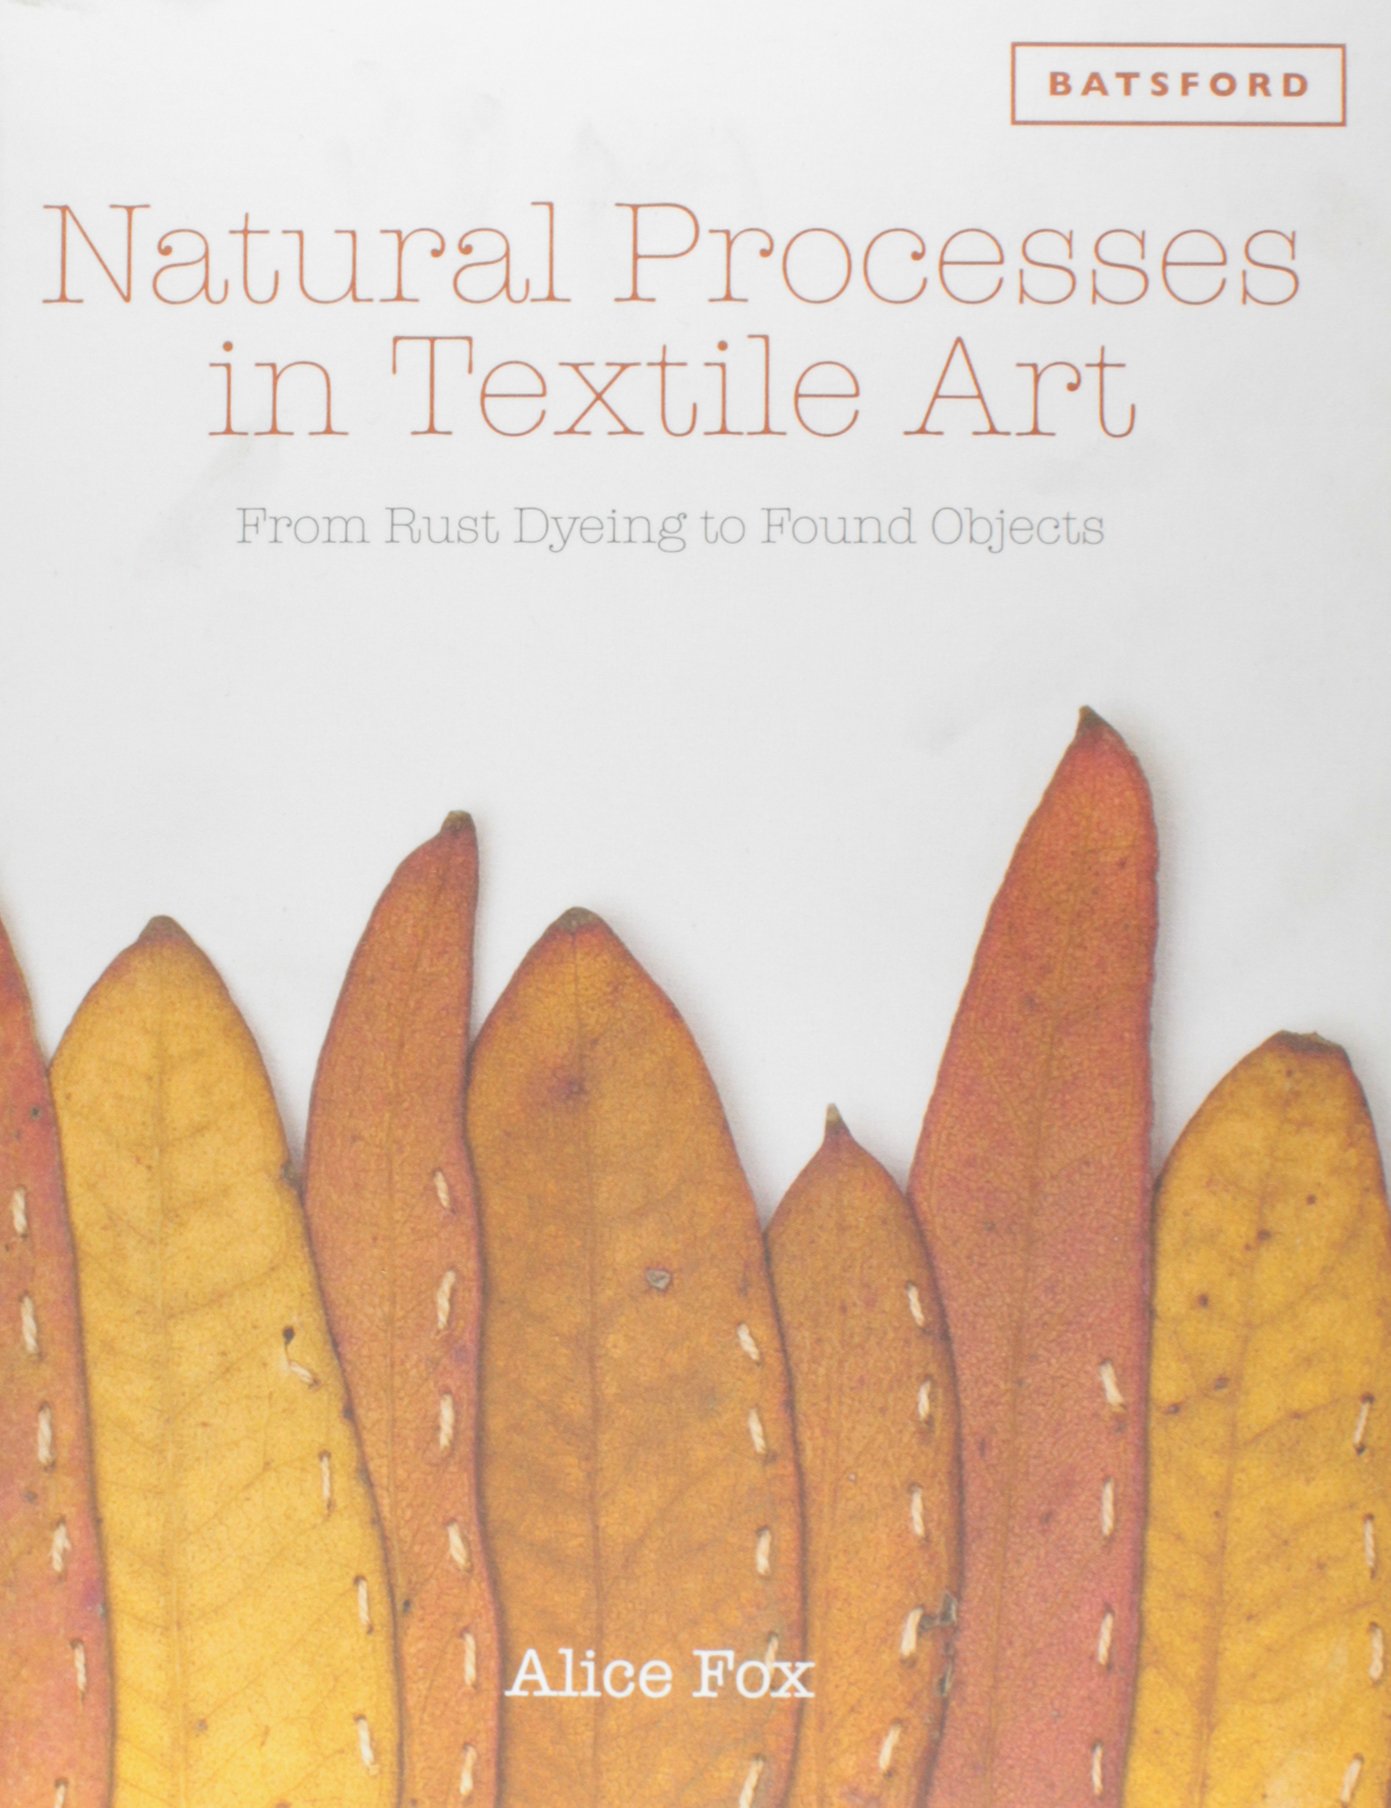 BATSFORD
Natural Processes
in Textile Art
From Rust Dyeing to Found Objects
Alice Fox